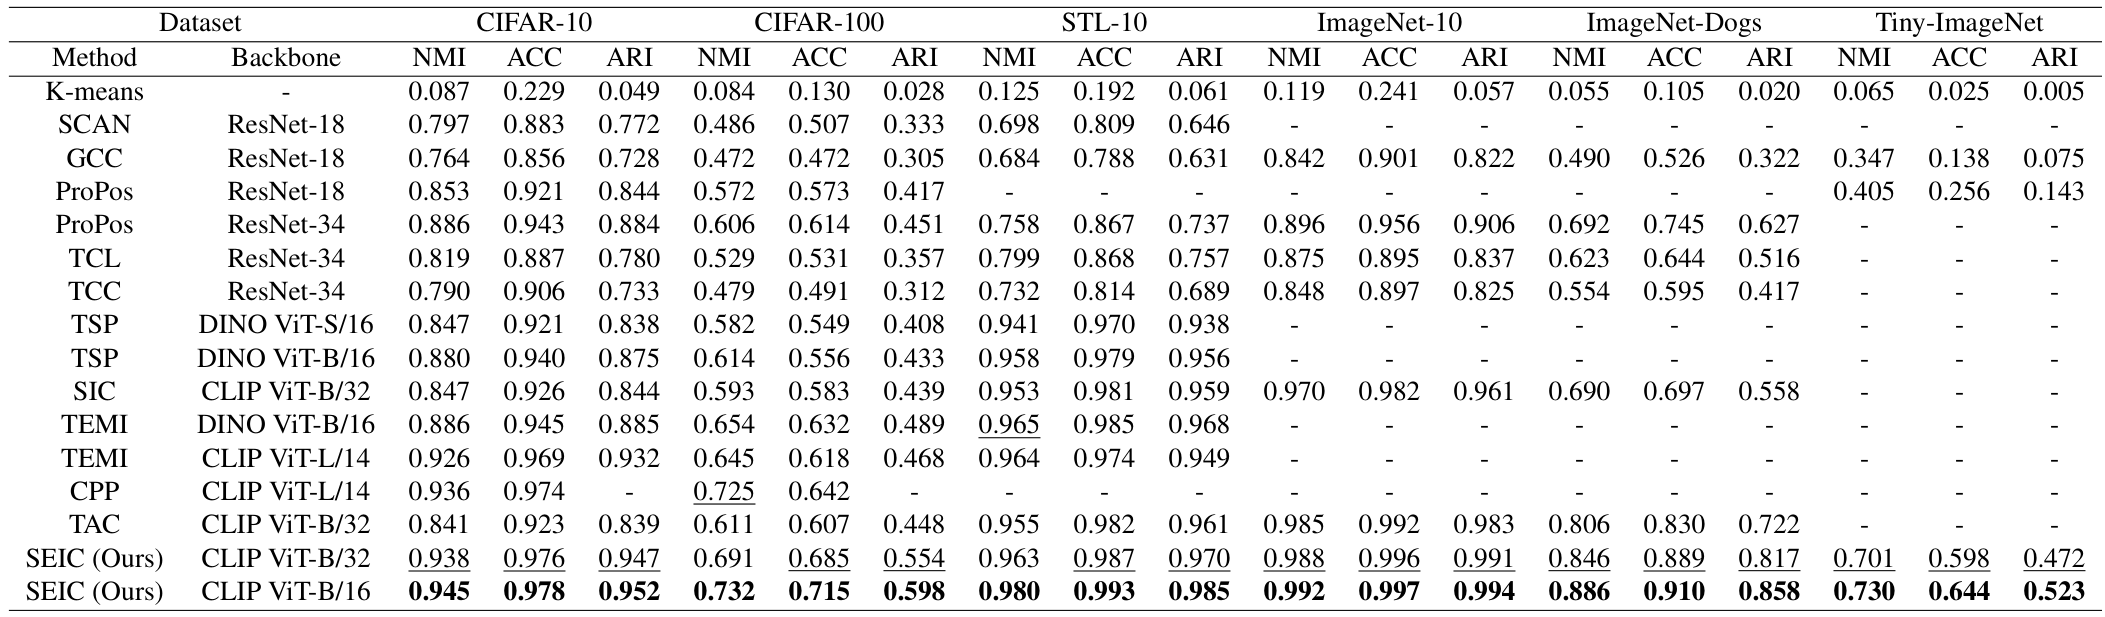 Dataset CIFAR-10 CIFAR-100 STL-10 ImageNet-10 ImageNet-Dogs Tiny-ImageNet
Method Backbone NMI ACC ARI NMI ACC ARI NMI ACC ARI NMI ACC ARI NMI ACC ARI NMI ACC ARI
K-means - 0.087 0.229 0.049 0.084 0.130 0.028 0.125 0.192 0.061 0.119 0.241 0.057 0.055 0.105 0.020 0.065 0.025 0.005
SCAN ResNet-18 0.797 0.883 0.772 0.486 0.507 0.333 0.698 0.809 0.646 - - - - - - - - -
GCC ResNet-18 0.764 0.856 0.728 0.472 0.472 0.305 0.684 0.788 0.631 0.842 0.901 0.822 0.490 0.526 0.322 0.347 0.138 0.075
ProPos ResNet-18 0.853 0.921 0.844 0.572 0.573 0.417 - - - - - - - - - 0.405 0.256 0.143
ProPos ResNet-34 0.886 0.943 0.884 0.606 0.614 0.451 0.758 0.867 0.737 0.896 0.956 0.906 0.692 0.745 0.627 - - -
TCL ResNet-34 0.819 0.887 0.780 0.529 0.531 0.357 0.799 0.868 0.757 0.875 0.895 0.837 0.623 0.644 0.516 - - -
TCC ResNet-34 0.790 0.906 0.733 0.479 0.491 0.312 0.732 0.814 0.689 0.848 0.897 0.825 0.554 0.595 0.417 - - -
TSP DINO ViT-S/16 0.847 0.921 0.838 0.582 0.549 0.408 0.941 0.970 0.938 - - - - - - - - -
TSP DINO ViT-B/16 0.880 0.940 0.875 0.614 0.556 0.433 0.958 0.979 0.956 - - - - - - - - -
SIC CLIP ViT-B/32 0.847 0.926 0.844 0.593 0.583 0.439 0.953 0.981 0.959 0.970 0.982 0.961 0.690 0.697 0.558 - - -
TEMI DINO ViT-B/16 0.886 0.945 0.885 0.654 0.632 0.489 0.965 0.985 0.968 - - - - - - - - -
TEMI CLIP ViT-L/14 0.926 0.969 0.932 0.645 0.618 0.468 0.964 0.974 0.949 - - - - - - - - -
CPP CLIP ViT-L/14 0.936 0.974 - 0.725 0.642 - - - - - - - - - - - - -
TAC CLIP ViT-B/32 0.841 0.923 0.839 0.611 0.607 0.448 0.955 0.982 0.961 0.985 0.992 0.983 0.806 0.830 0.722 - - -
SEIC (Ours) CLIP ViT-B/32 0.938 0.976 0.947 0.691 0.685 0.554 0.963 0.987 0.970 0.988 0.996 0.991 0.846 0.889 0.817 0.701 0.598 0.472
SEIC (Ours) CLIP ViT-B/16 0.945 0.978 0.952 0.732 0.715 0.598 0.980 0.993 0.985 0.992 0.997 0.994 0.886 0.910 0.858 0.730 0.644 0.523